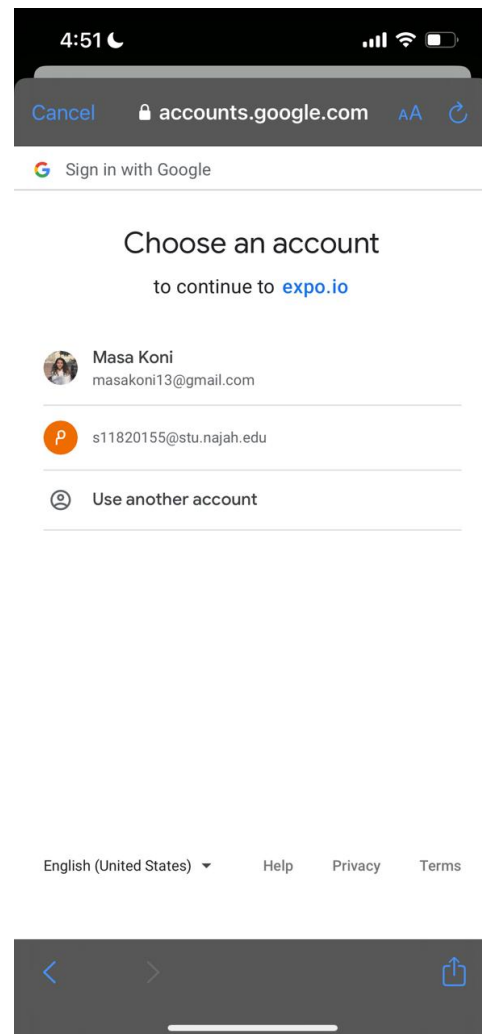 4:51
Cancel accounts.google.com AA
Sign in with Google
Choose an account
to continue to expo.io
Masa Koni
masakoni13@gmail.com
s11820155@stu.najah.edu
Use another account
English (United States) Help Privacy Terms